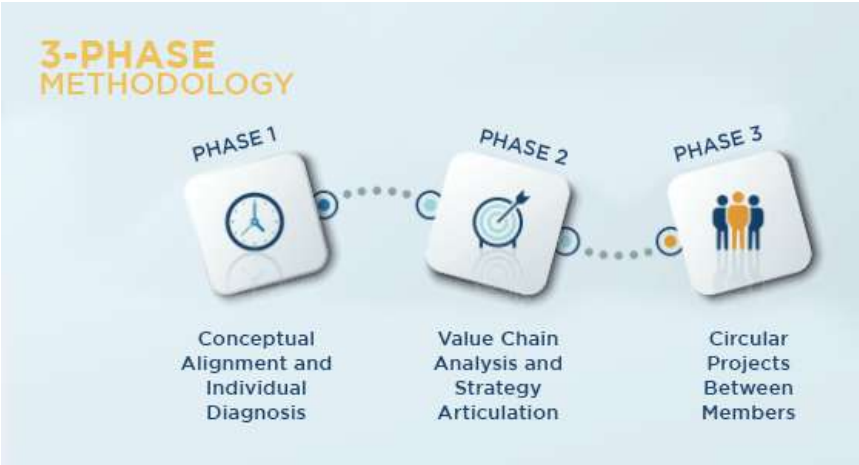 3-PHASE
METHODOLOGY
PHASE 1
Conceptual
Alignment and
Individual
Diagnosis
PHASE 2
Value Chain
Analysis and
Strategy
Articulation
PHASE 3
Circular
Projects
Between
Members